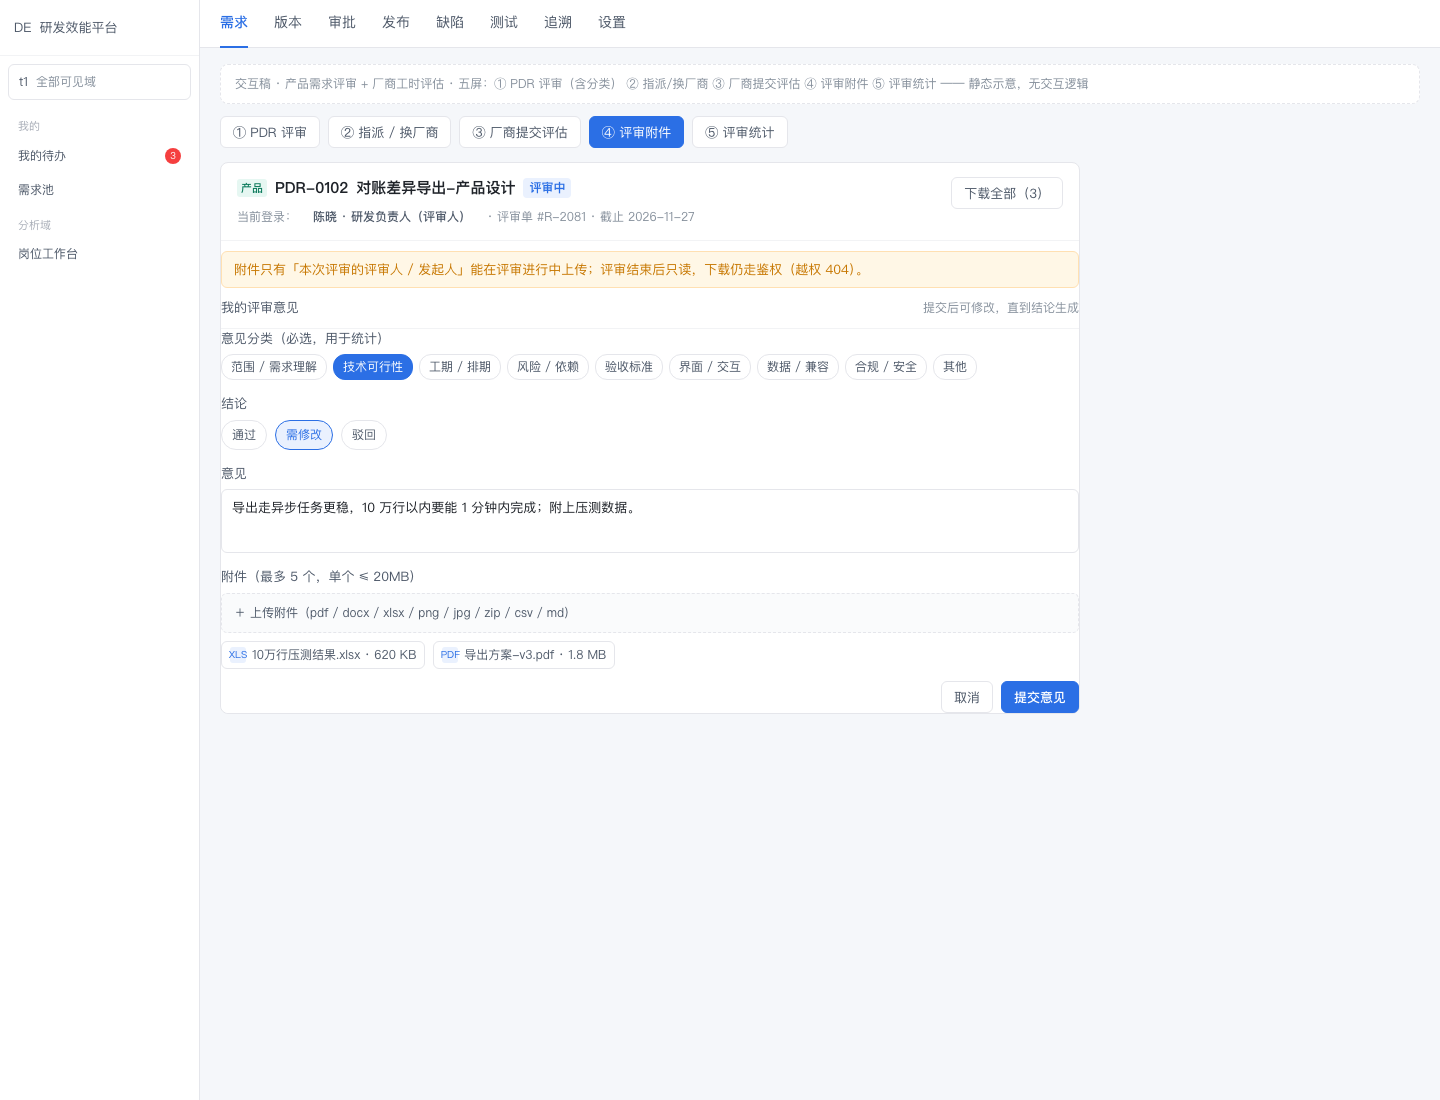 DE 研发效能平台
t1 全部可见域
我的
我的待办 3
需求池
分析域
岗位工作台
需求 版本 审批 发布 缺陷 测试 追溯 设置
交互稿 · 产品需求评审 + 厂商工时评估 · 五屏：① PDR 评审（含分类） ② 指派/换厂商 ③ 厂商提交评估 ④ 评审附件 ⑤ 评审统计 —— 静态示意，无交互逻辑
① PDR 评审 ② 指派 / 换厂商 ③ 厂商提交评估 ④ 评审附件 ⑤ 评审统计
产品 PDR-0102 对账差异导出-产品设计 评审中 下载全部（3）
当前登录： 陈晓 · 研发负责人（评审人） · 评审单 #R-2081 · 截止 2026-11-27
附件只有「本次评审的评审人 / 发起人」能在评审进行中上传；评审结束后只读，下载仍走鉴权（越权 404）。
我的评审意见 提交后可修改，直到结论生成
意见分类（必选，用于统计）
范围 / 需求理解 技术可行性 工期 / 排期 风险 / 依赖 验收标准 界面 / 交互 数据 / 兼容 合规 / 安全 其他
结论
通过 需修改 驳回
意见
导出走异步任务更稳，10 万行以内要能 1 分钟内完成；附上压测数据。
附件（最多 5 个，单个 ≤ 20MB）
＋ 上传附件（pdf / docx / xlsx / png / jpg / zip / csv / md）
XLS 10万行压测结果.xlsx · 620 KB PDF 导出方案-v3.pdf · 1.8 MB
取消 提交意见